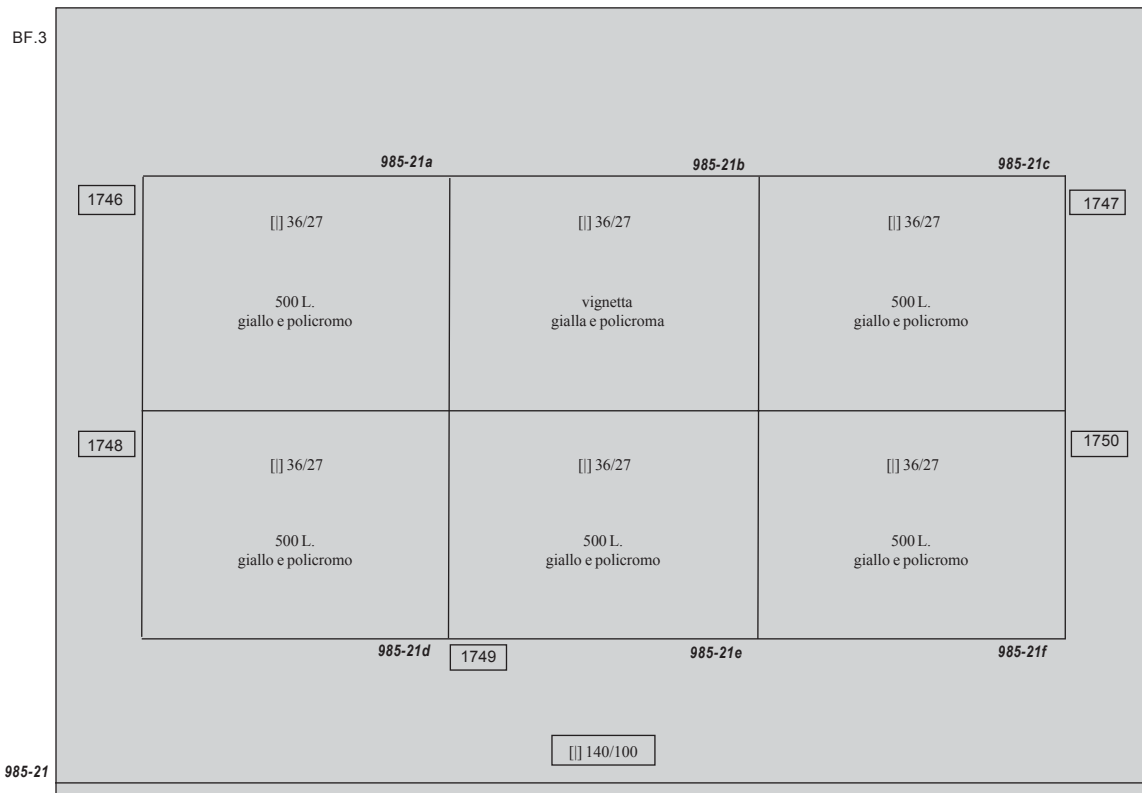 BF.3
985-21a
985-21b
985-21c
1746
1747
[|] 36/27
[|] 36/27
[|] 36/27
500 L.
giallo e policromo
vignetta
gialla e policroma
500 L.
giallo e policromo
1748
1750
[|] 36/27
[|] 36/27
[|] 36/27
500 L.
giallo e policromo
500 L.
giallo e policromo
500 L.
giallo e policromo
985-21d
1749
985-21e
985-21f
[|] 140/100
985-21